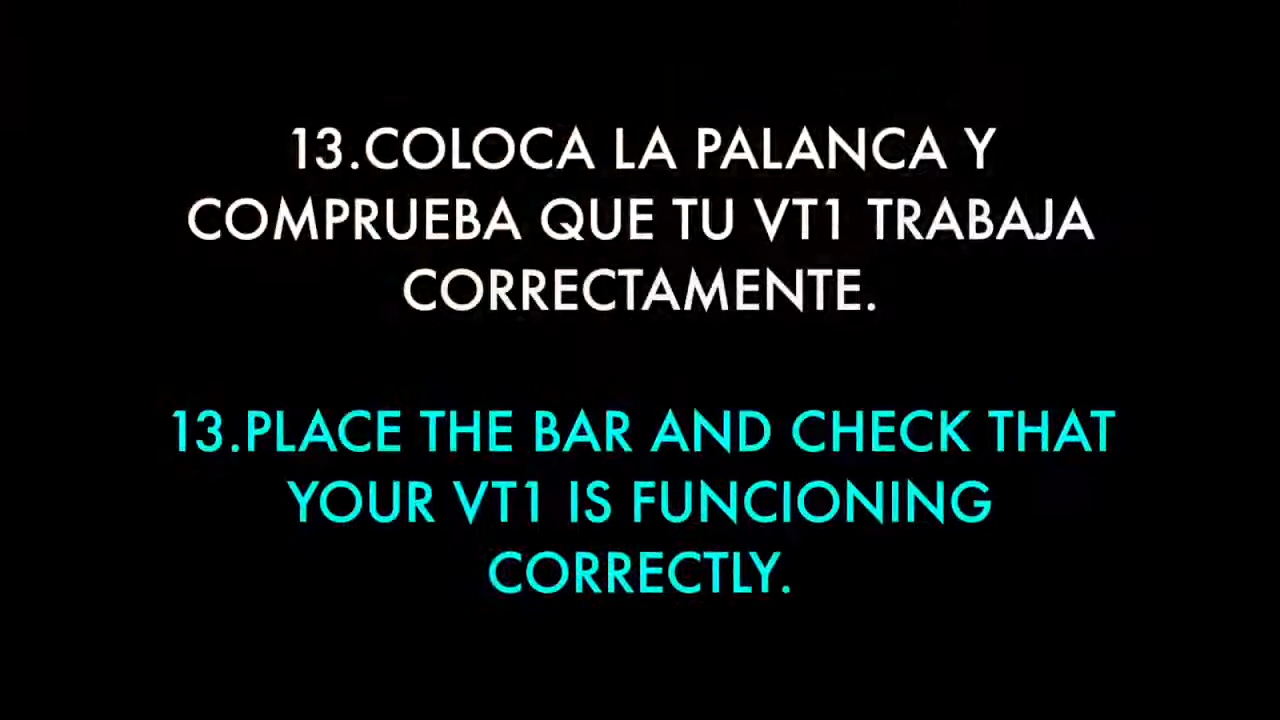 13.COLOCA LA PALANCA Y
COMPRUEBA QUE TU VT1 TRABAJA
CORRECTAMENTE.
13.PLACE THE BAR AND CHECK THAT
YOUR VT1 IS FUNCIONING
CORRECTLY.